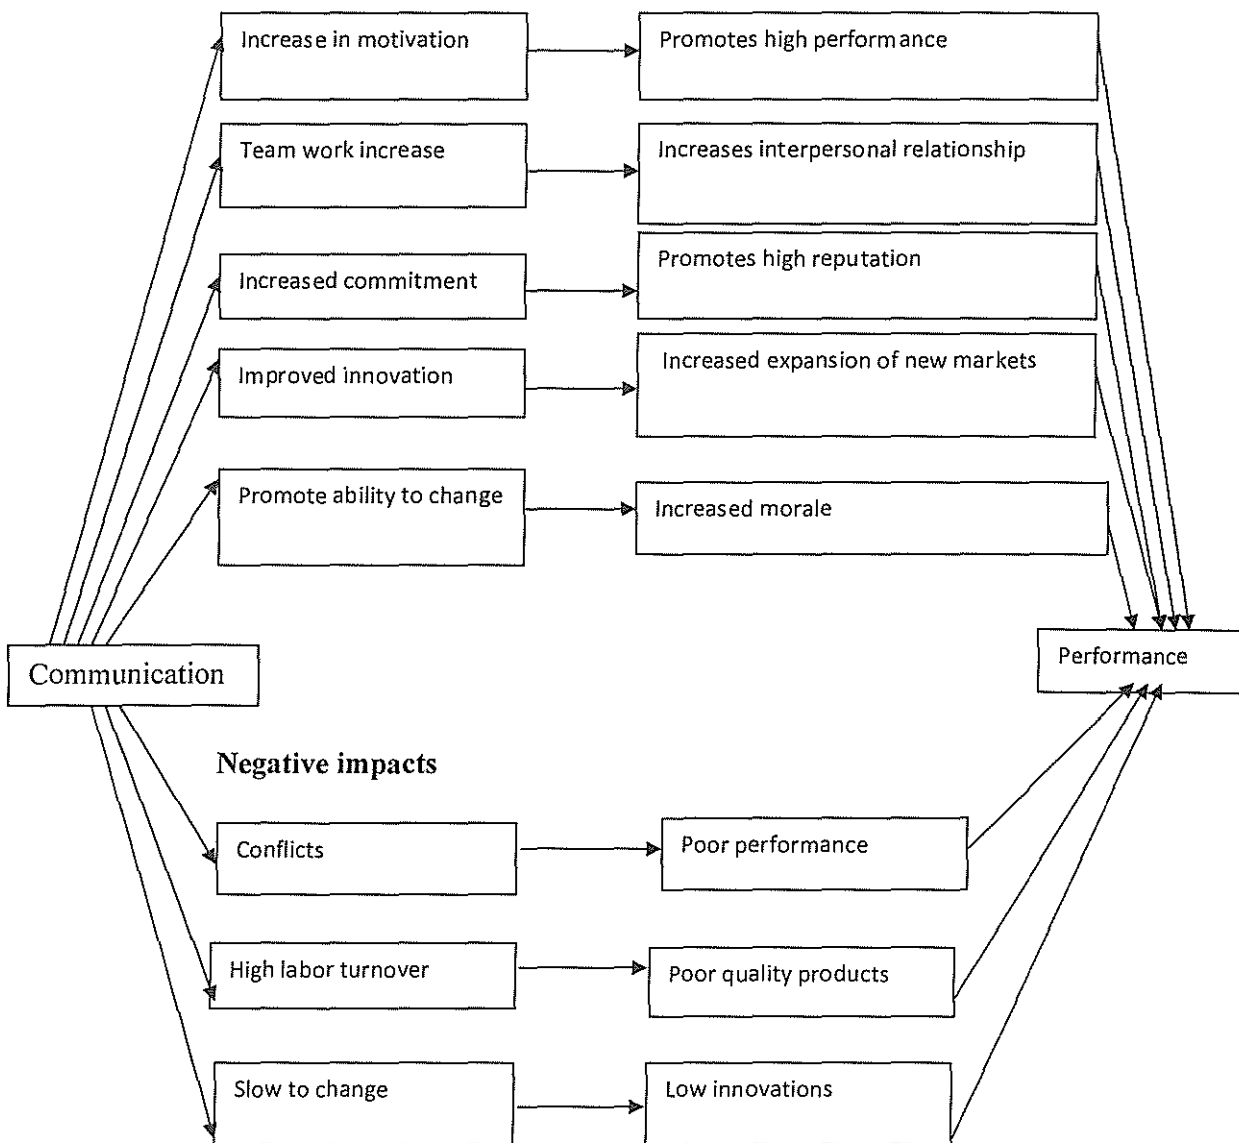 Increase in motivation
Promotes high performance
Team work increase
Increases interpersonal relationship
Increased commitment
Promotes high reputation
Improved innovation
Increased expansion of new markets
Promote ability to change
Increased morale
Communication
Performance
Negative impacts
Conflicts
Poor performance
High labor turnover
Poor quality products
Slow to change
Low innovations